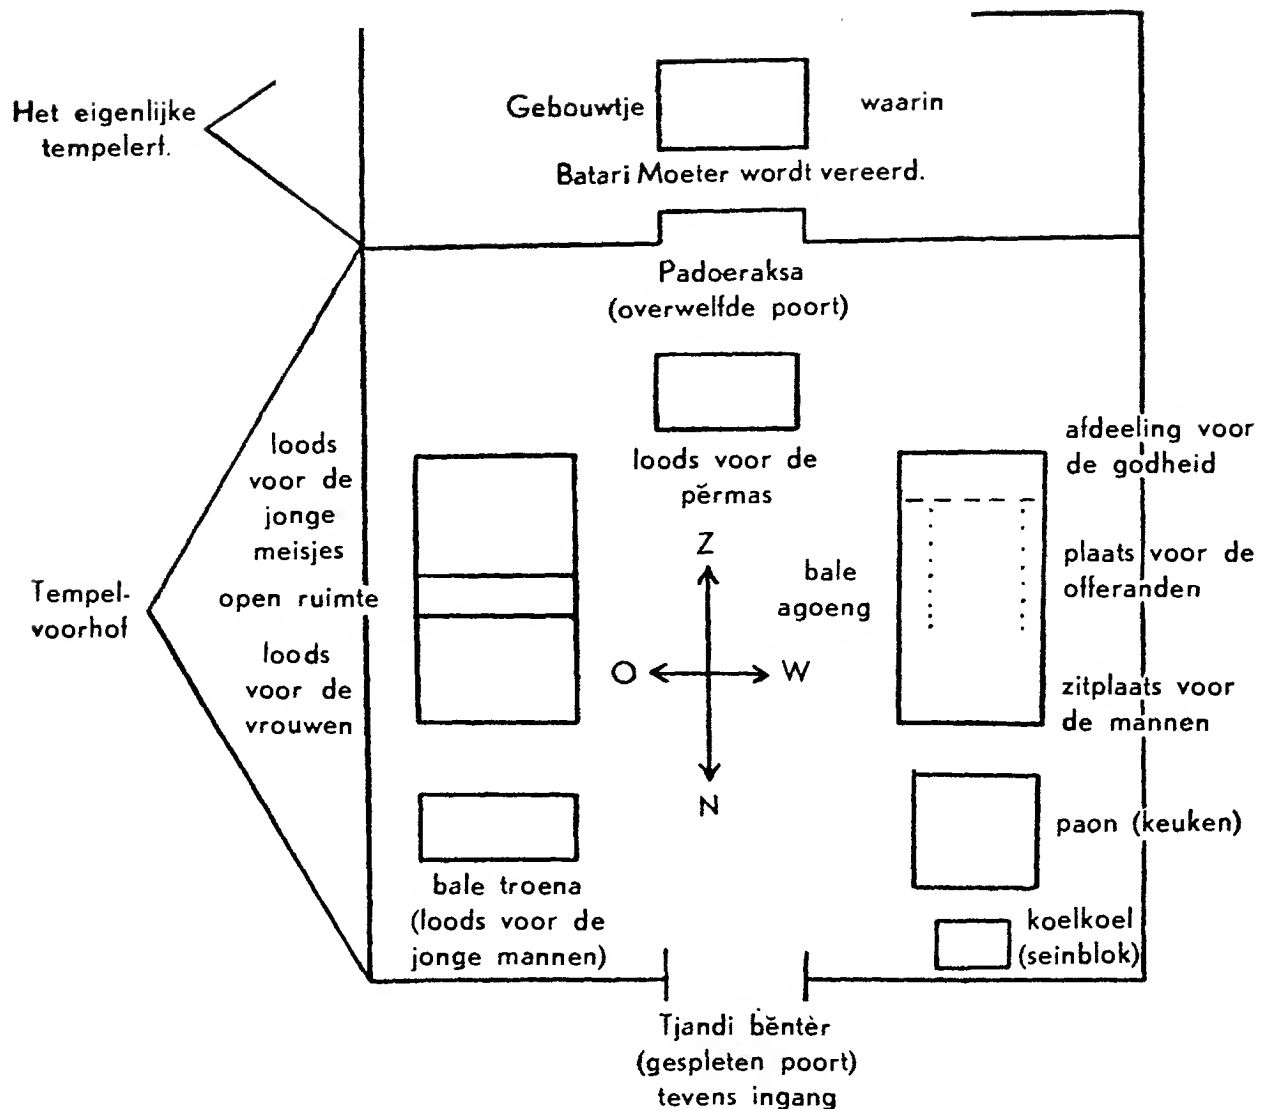 Het eigenlijke
tempelerf.
Gebouwtje
waarin
Batari Moeter wordt vereerd.
Padoeraksa
(overwelfde poort)
loods voor de
pĕrmas
loods
voor de
jonge
meisjes
open ruimte
loods
voor de
vrouwen
Tempel-
voorhof
Z
O
W
N
bale
agoeng
afdeeling voor
de godheid
plaats voor de
offeranden
zitplaats voor
de mannen
bale troena
(loods voor de
jonge mannen)
paon (keuken)
koelkoel
(seinblok)
Tjandi bĕntèr
(gespleten poort)
tevens ingang